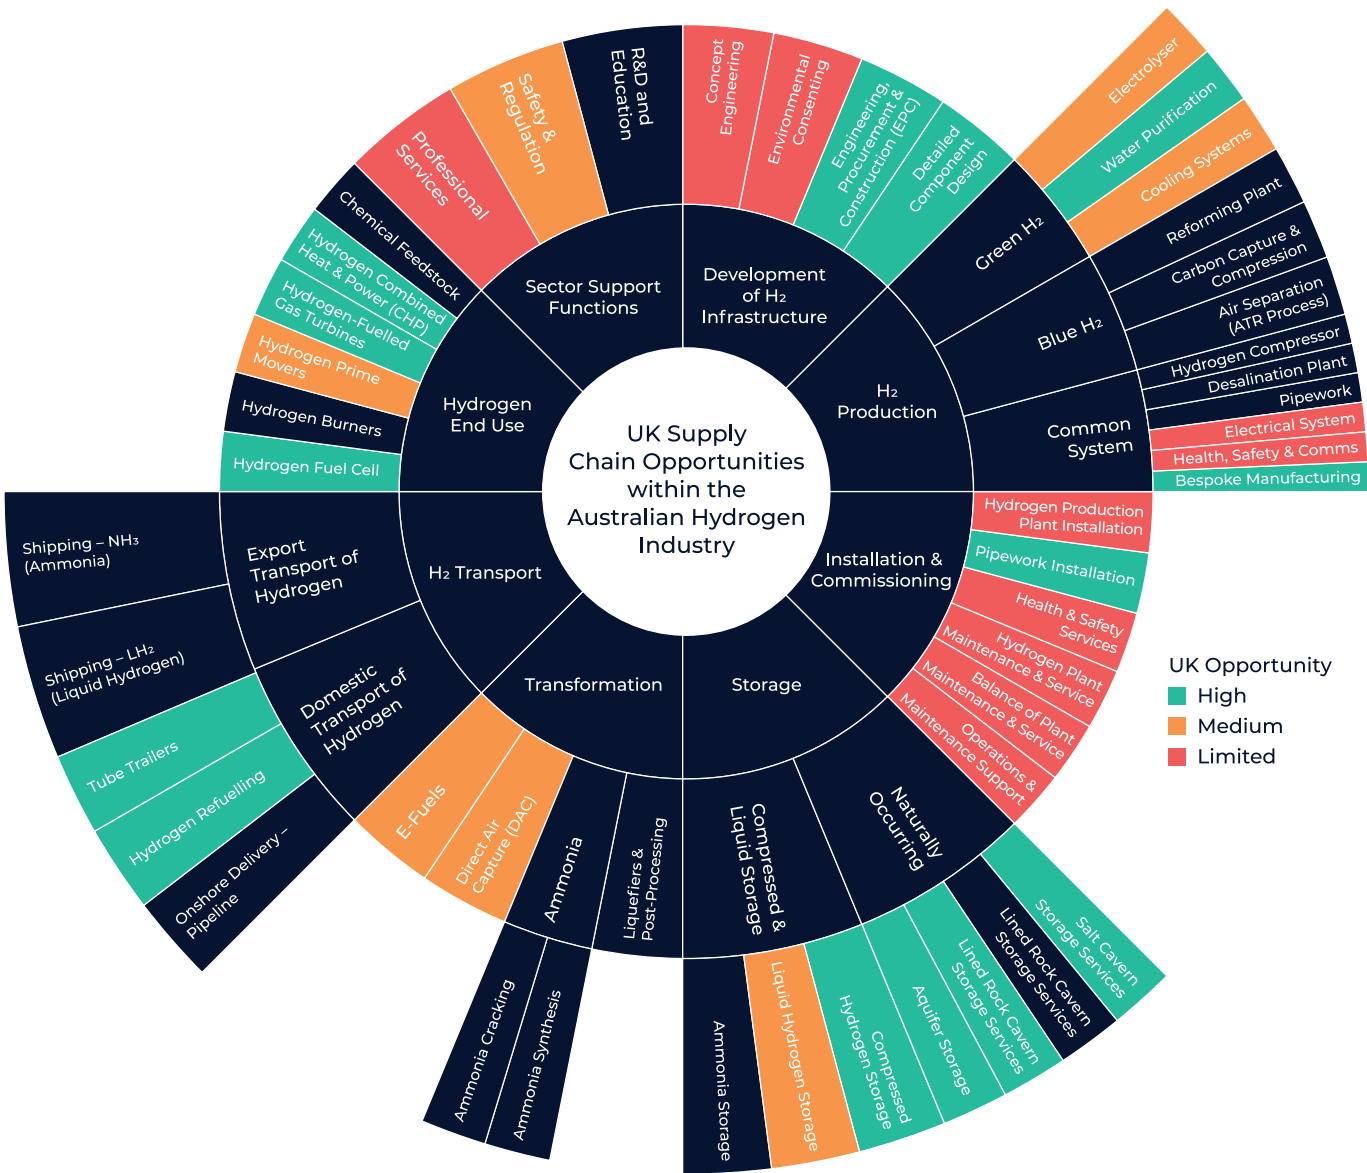 UK Supply
Chain Opportunities
within the
Australian Hydrogen
Industry
Development
of H₂
Infrastructure
Concept
Engineering
Environmental
Consenting
Engineering,
Procurement &
Construction (EPC)
Detailed
Component
Design
H₂
Production
Green H₂
Electrolyser
Water Purification
Cooling Systems
Blue H₂
Reforming Plant
Carbon Capture &
Compression
Air Separation
(ATR Process)
Common
System
Hydrogen Compressor
Desalination Plant
Pipework
Electrical System
Health, Safety & Comms
Bespoke Manufacturing
Installation &
Commissioning
Hydrogen Production
Plant Installation
Pipework Installation
Health & Safety
Services
Hydrogen Plant
Maintenance & Service
Balance of Plant
Maintenance & Service
Operations &
Maintenance Support
Storage
Naturally
Occurring
Salt Cavern
Storage Services
Lined Rock Cavern
Storage Services
Lined Rock Cavern
Storage Services
Aquifer Storage
Compressed &
Liquid Storage
Compressed
Hydrogen Storage
Liquid Hydrogen Storage
Ammonia Storage
Transformation
Liquefiers &
Post-Processing
Ammonia
Ammonia Synthesis
Ammonia Cracking
Direct Air
Capture (DAC)
E-Fuels
H₂ Transport
Domestic
Transport of
Hydrogen
Onshore Delivery –
Pipeline
Hydrogen Refuelling
Tube Trailers
Export
Transport of
Hydrogen
Shipping – LH₂
(Liquid Hydrogen)
Shipping – NH₃
(Ammonia)
Hydrogen
End Use
Hydrogen Fuel Cell
Hydrogen Burners
Hydrogen Prime
Movers
Hydrogen-Fuelled
Gas Turbines
Hydrogen Combined
Heat & Power (CHP)
Chemical Feedstock
Sector Support
Functions
Professional
Services
Safety &
Regulation
R&D and
Education
UK Opportunity
High
Medium
Limited